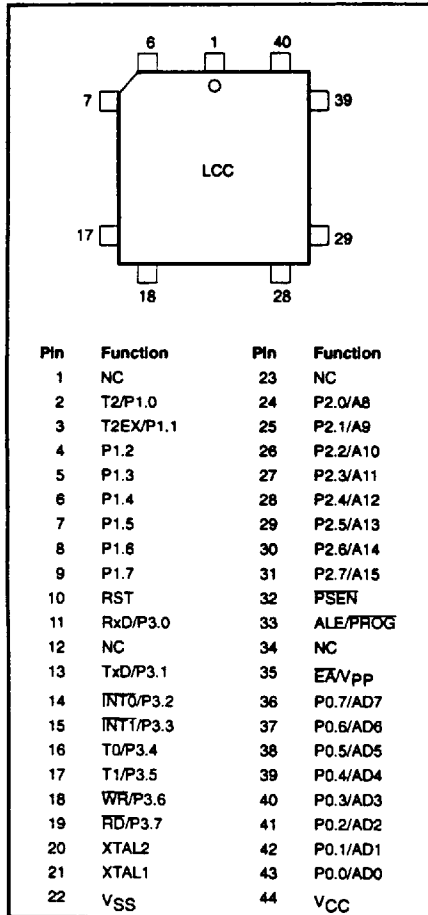 6 1 40
7 39
LCC
17 29
18 28
Pin Function Pin Function
1 NC 23 NC
2 T2/P1.0 24 P2.0/A8
3 T2EX/P1.1 25 P2.1/A9
4 P1.2 26 P2.2/A10
5 P1.3 27 P2.3/A11
6 P1.4 28 P2.4/A12
7 P1.5 29 P2.5/A13
8 P1.6 30 P2.6/A14
9 P1.7 31 P2.7/A15
10 RST 32 P̅S̅E̅N̅
11 RxD/P3.0 33 ALE/P̅R̅O̅G̅
12 NC 34 NC
13 TxD/P3.1 35 E̅A̅/VPP
14 I̅N̅T̅0̅/P3.2 36 P0.7/AD7
15 I̅N̅T̅1̅/P3.3 37 P0.6/AD6
16 T0/P3.4 38 P0.5/AD5
17 T1/P3.5 39 P0.4/AD4
18 W̅R̅/P3.6 40 P0.3/AD3
19 R̅D̅/P3.7 41 P0.2/AD2
20 XTAL2 42 P0.1/AD1
21 XTAL1 43 P0.0/AD0
22 VSS 44 VCC